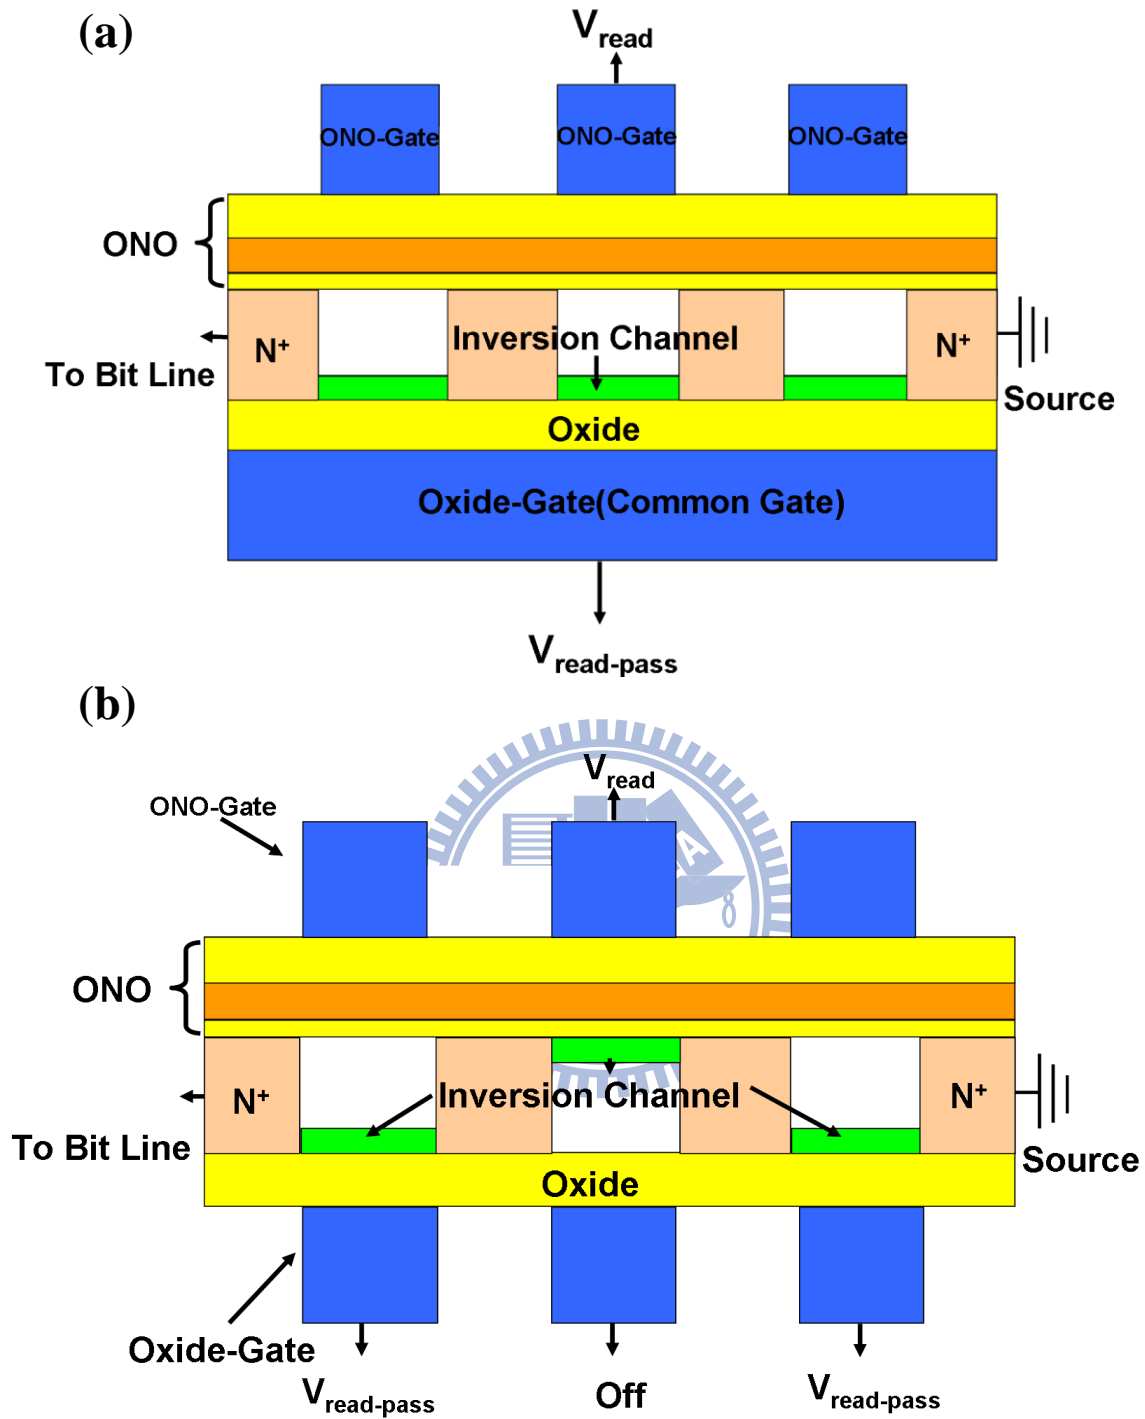 (a)
Vread
ONO-Gate ONO-Gate ONO-Gate
ONO
Inversion Channel
N+ N+
To Bit Line
Source
Oxide
Oxide-Gate(Common Gate)
Vread-pass
(b)
Vread
ONO-Gate
ONO
Inversion Channel
N+ N+
To Bit Line
Source
Oxide
Oxide-Gate
Vread-pass Off Vread-pass